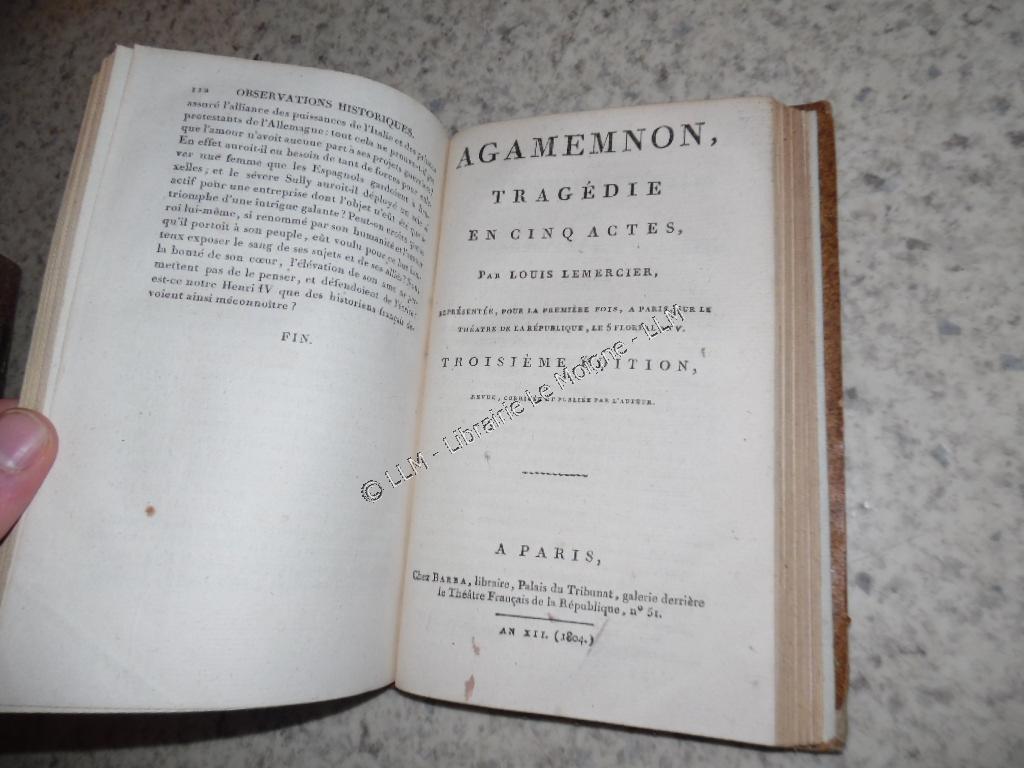 112 OBSERVATIONS HISTORIQUES.
assuré l'alliance des puissances de l'Italie et des princes
protestants de l'Allemagne: tout cela ne prouve-t-il pas
que l'amour n'avoit aucune part à ses projets guerriers?
En effet auroit-il eu besoin de tant de forces pour enle-
ver une femme que les Espagnols gardoient à Bru-
xelles; et le sévère Sully auroit-il déployé un zèle si
actif pour une entreprise dont l'objet n'eût été que le
triomphe d'une intrigue galante? Peut-on croire que le
roi lui-même, si renommé par son humanité et l'amour
qu'il portoit à son peuple, eût voulu pour ce but
teux exposer le sang de ses sujets et de ses alliés?
la bonté de son cœur, l'élévation de son ame ne per-
mettent pas de le penser, et défendoient de l'écrire:
est-ce notre Henri IV que des historiens français de-
voient ainsi méconnoître?
FIN.
AGAMEMNON,
TRAGÉDIE
EN CINQ ACTES,
PAR LOUIS LEMERCIER,
REPRÉSENTÉE, POUR LA PREMIÈRE FOIS, A PARIS, SUR LE
THÉATRE DE LA RÉPUBLIQUE, LE 5 FLORÉAL AN V.
TROISIÈME ÉDITION,
REVUE, CORRIGÉE ET PUBLIÉE PAR L'AUTEUR.
A PARIS,
Chez BARBA, libraire, Palais du Tribunat, galerie derrière
le Théâtre Français de la République, nº 51.
AN XII. (1804.)
© LLM - Librairie Le Moigne - LLM